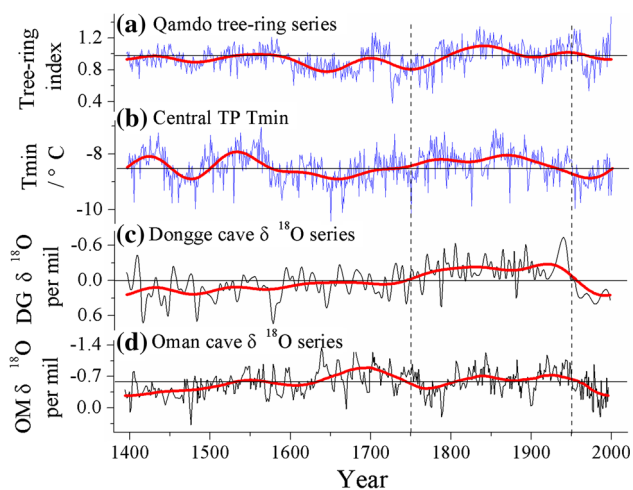 (a) Qamdo tree-ring series
1.2
0.8
0.4
Tree-ring
index
(b) Central TP Tmin
-8
-10
Tmin
/ ° C
(c) Dongge cave δ ¹⁸O series
-0.6
0.0
0.6
DG δ ¹⁸O
per mil
(d) Oman cave δ ¹⁸O series
-1.4
-0.7
0.0
OM δ ¹⁸O
per mil
1400 1500 1600 1700 1800 1900 2000
Year